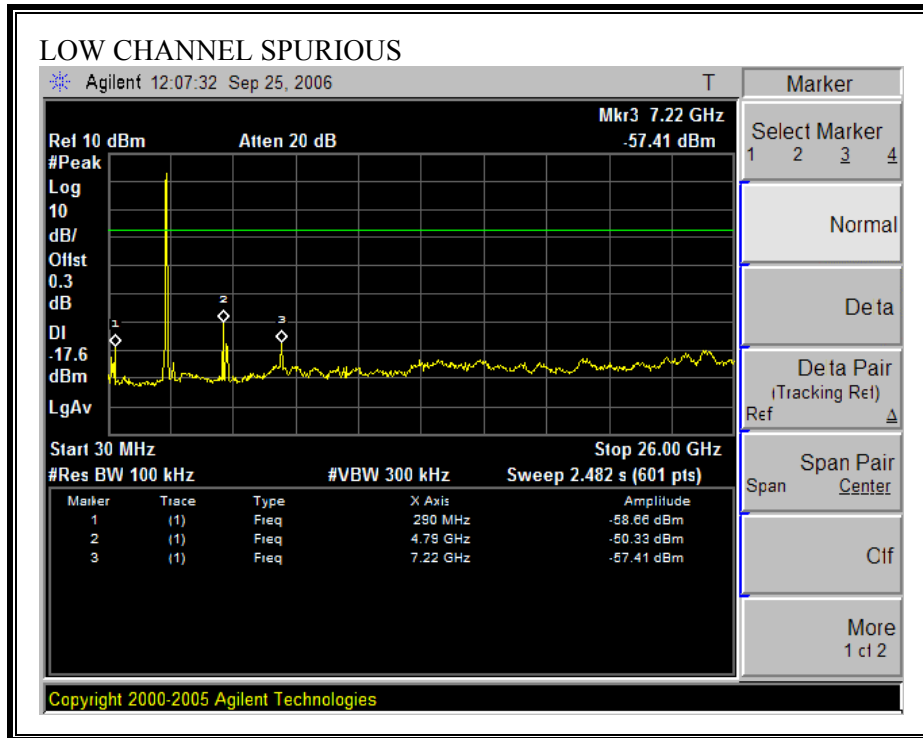 LOW CHANNEL SPURIOUS
Agilent 12:07:32 Sep 25, 2006 T
Mkr3 7.22 GHz
Ref 10 dBm Atten 20 dB -57.41 dBm
#Peak
Log
10
dB/
Offst
0.3
dB
DI
-17.6
dBm
LgAv
1
2
3
Start 30 MHz Stop 26.00 GHz
#Res BW 100 kHz #VBW 300 kHz Sweep 2.482 s (601 pts)
Marker Trace Type X Axis Amplitude
1 (1) Freq 290 MHz -58.66 dBm
2 (1) Freq 4.79 GHz -50.33 dBm
3 (1) Freq 7.22 GHz -57.41 dBm
Copyright 2000-2005 Agilent Technologies
Marker
Select Marker
1 2 3 4
Normal
Delta
Delta Pair
(Tracking Ref)
Ref Δ
Span Pair
Span Center
Off
More
1 of 2